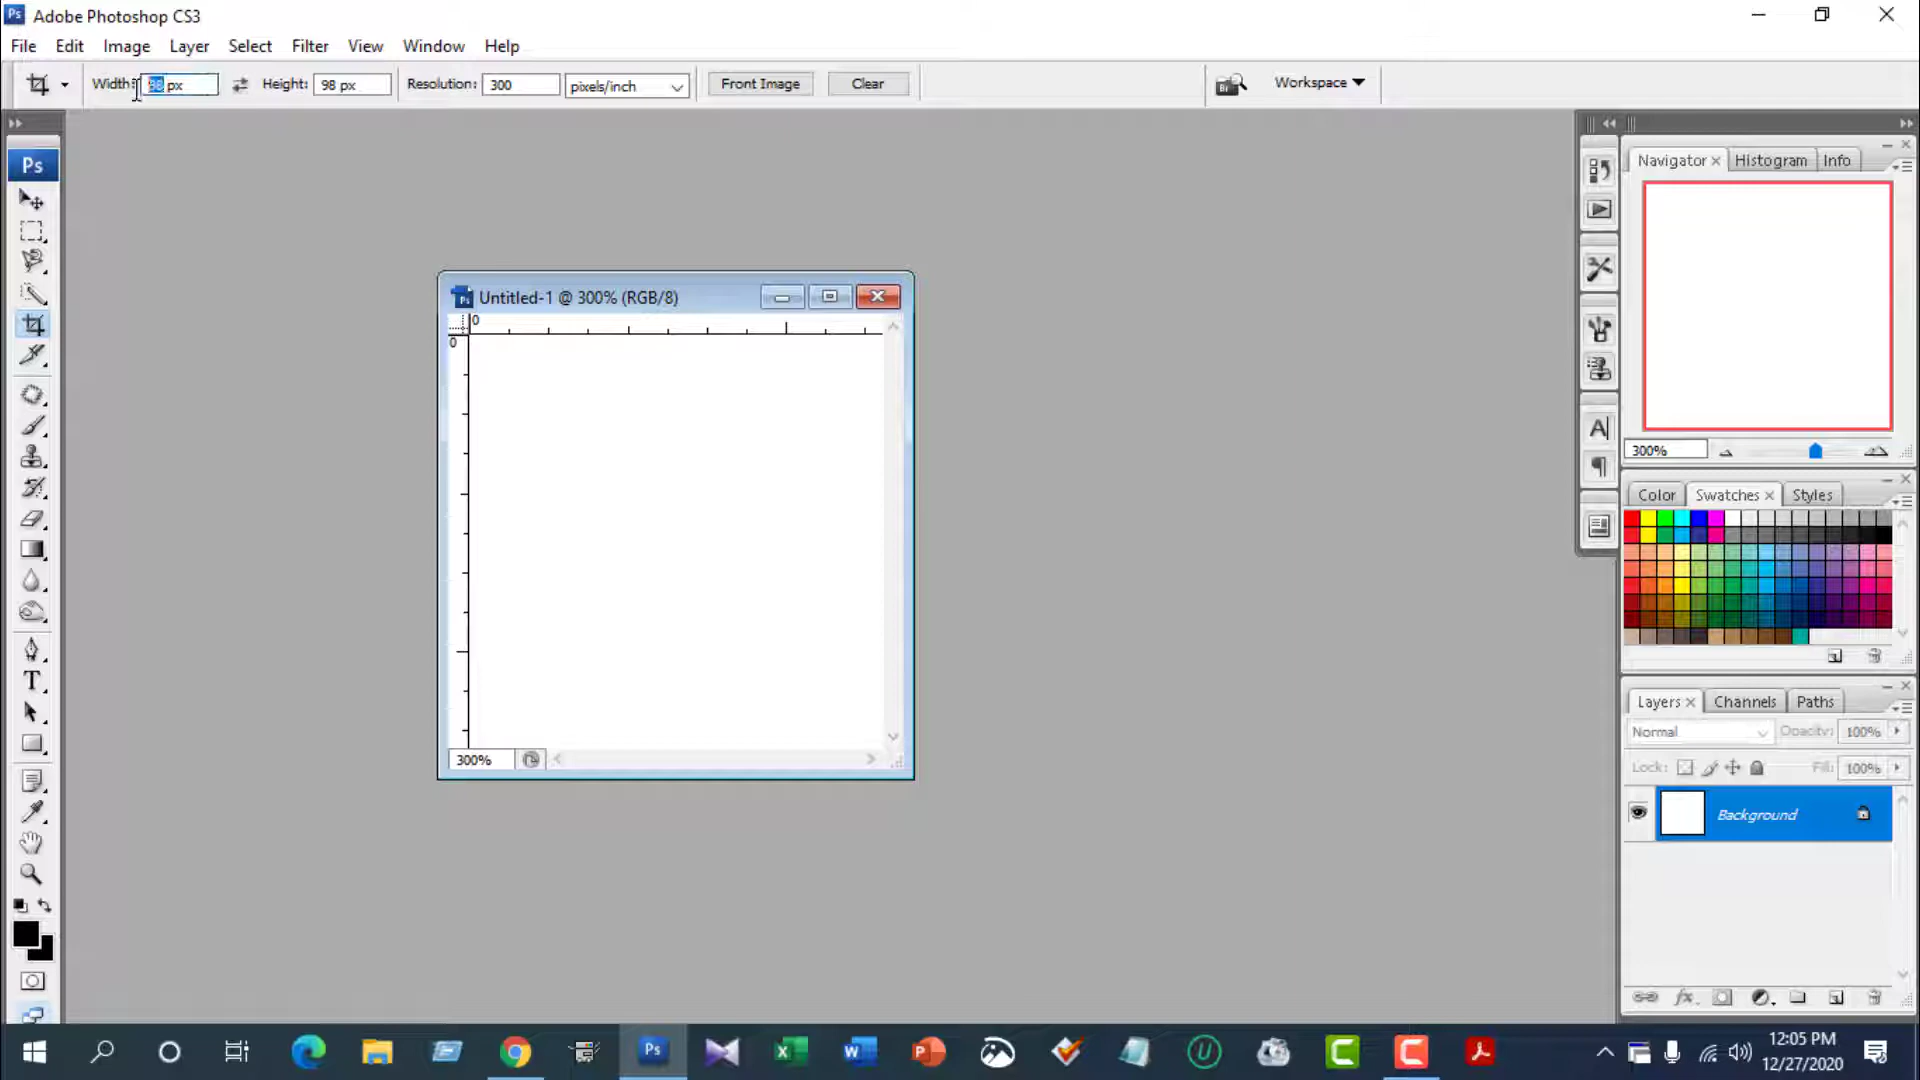 Adobe Photoshop CS3
File Edit Image Layer Select Filter View Window Help
Width: 98 px Height: 98 px Resolution: 300 pixels/inch Front Image Clear Workspace
Ps
Navigator Histogram Info
Untitled-1 @ 300% (RGB/8)
0
0
300%
Color Swatches Styles
Layers Channels Paths
Normal Opacity: 100%
Lock: Fill: 100%
300%
Background
12:05 PM
12/27/2020